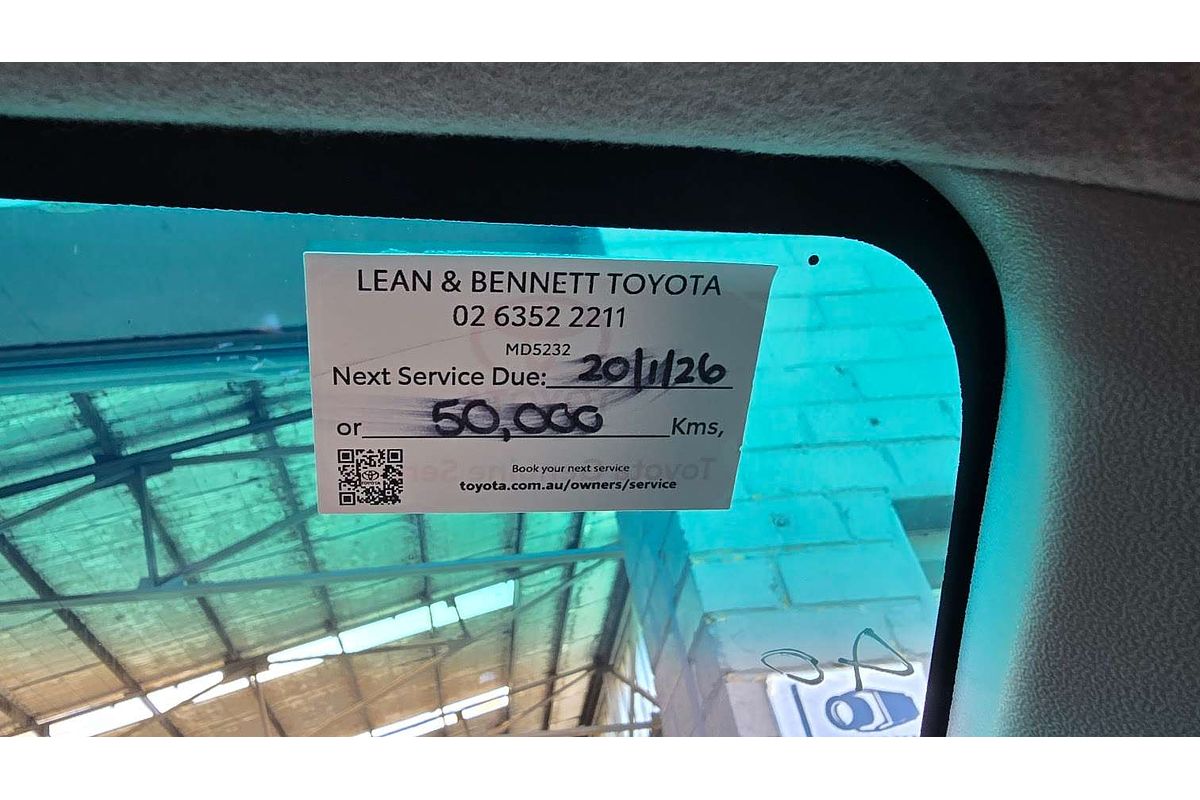 LEAN & BENNETT TOYOTA
02 6352 2211
MD5232
Next Service Due: 20/1/26
or 50,000 Kms,
Book your next service
toyota.com.au/owners/service
TOYOTA